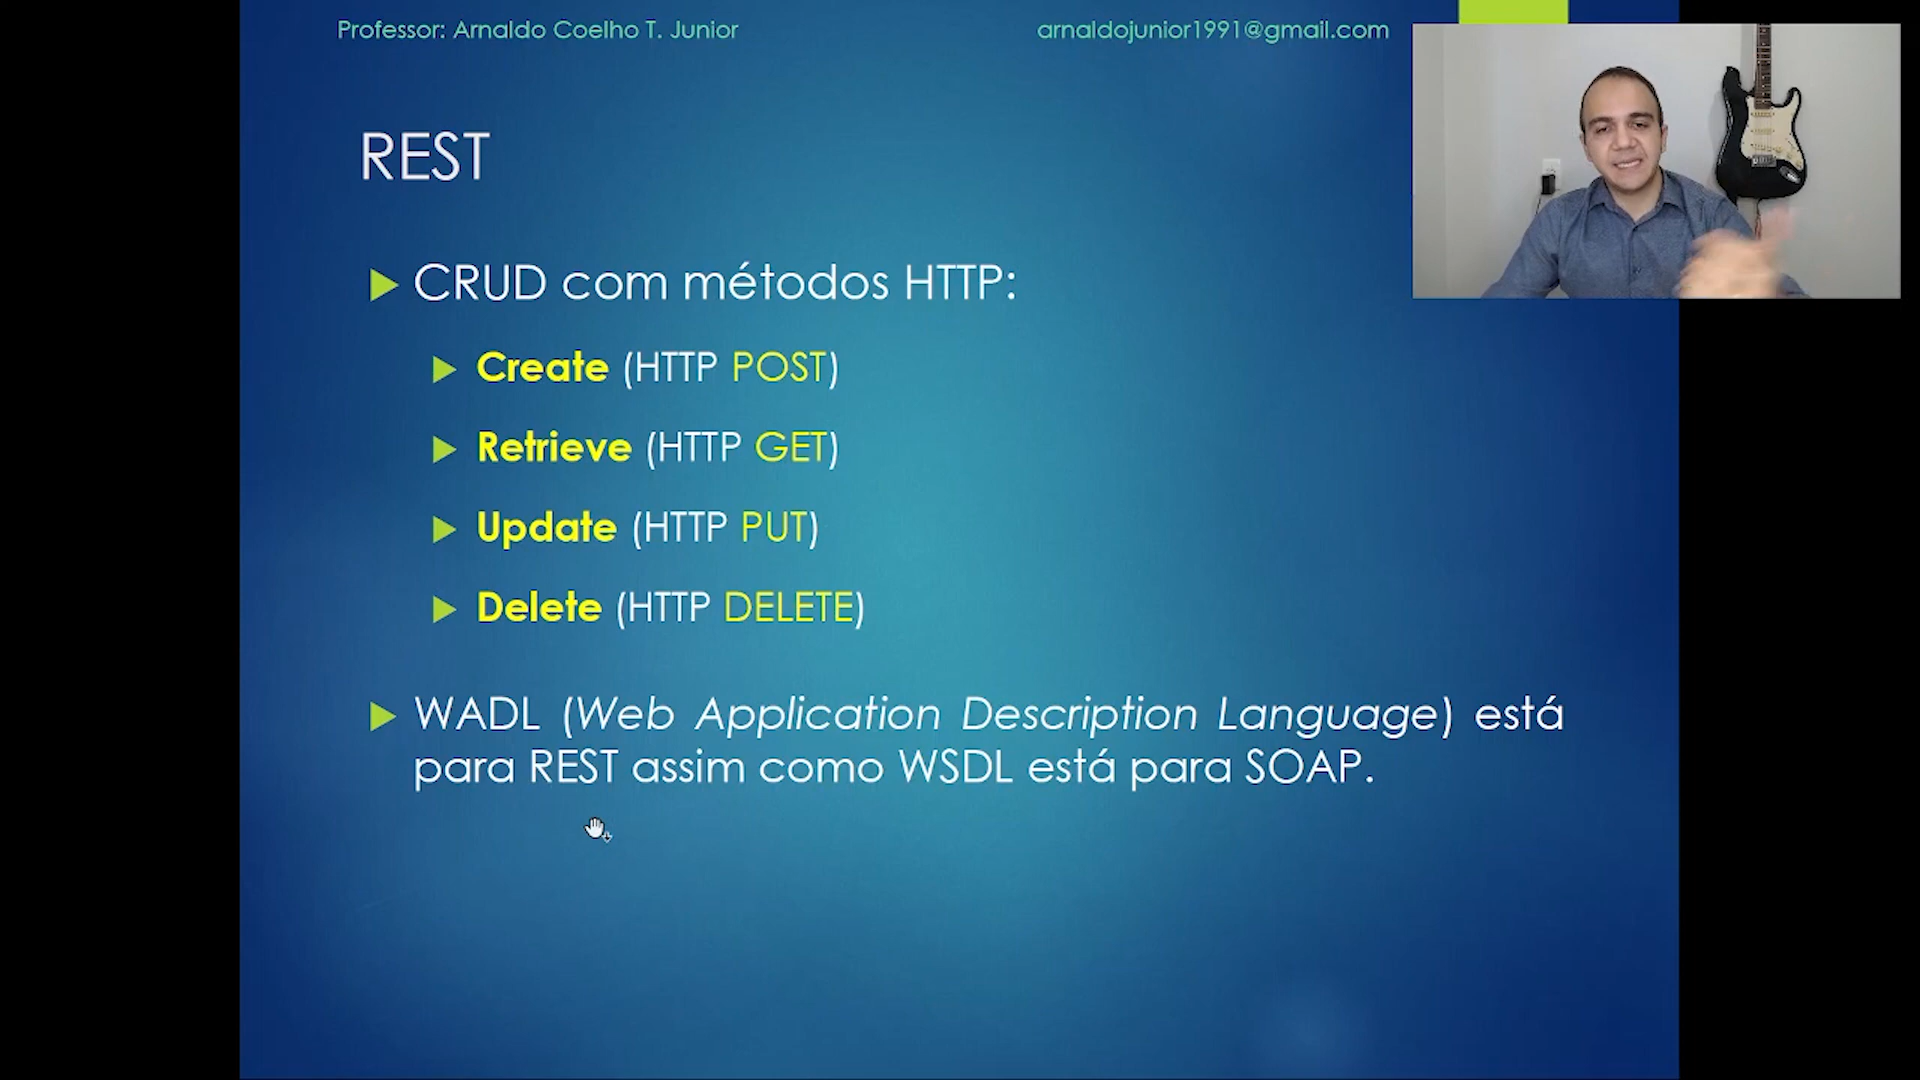 Professor: Arnaldo Coelho T. Junior
arnaldojunior1991@gmail.com
REST
CRUD com métodos HTTP:
Create (HTTP POST)
Retrieve (HTTP GET)
Update (HTTP PUT)
Delete (HTTP DELETE)
WADL (Web Application Description Language) está
para REST assim como WSDL está para SOAP.